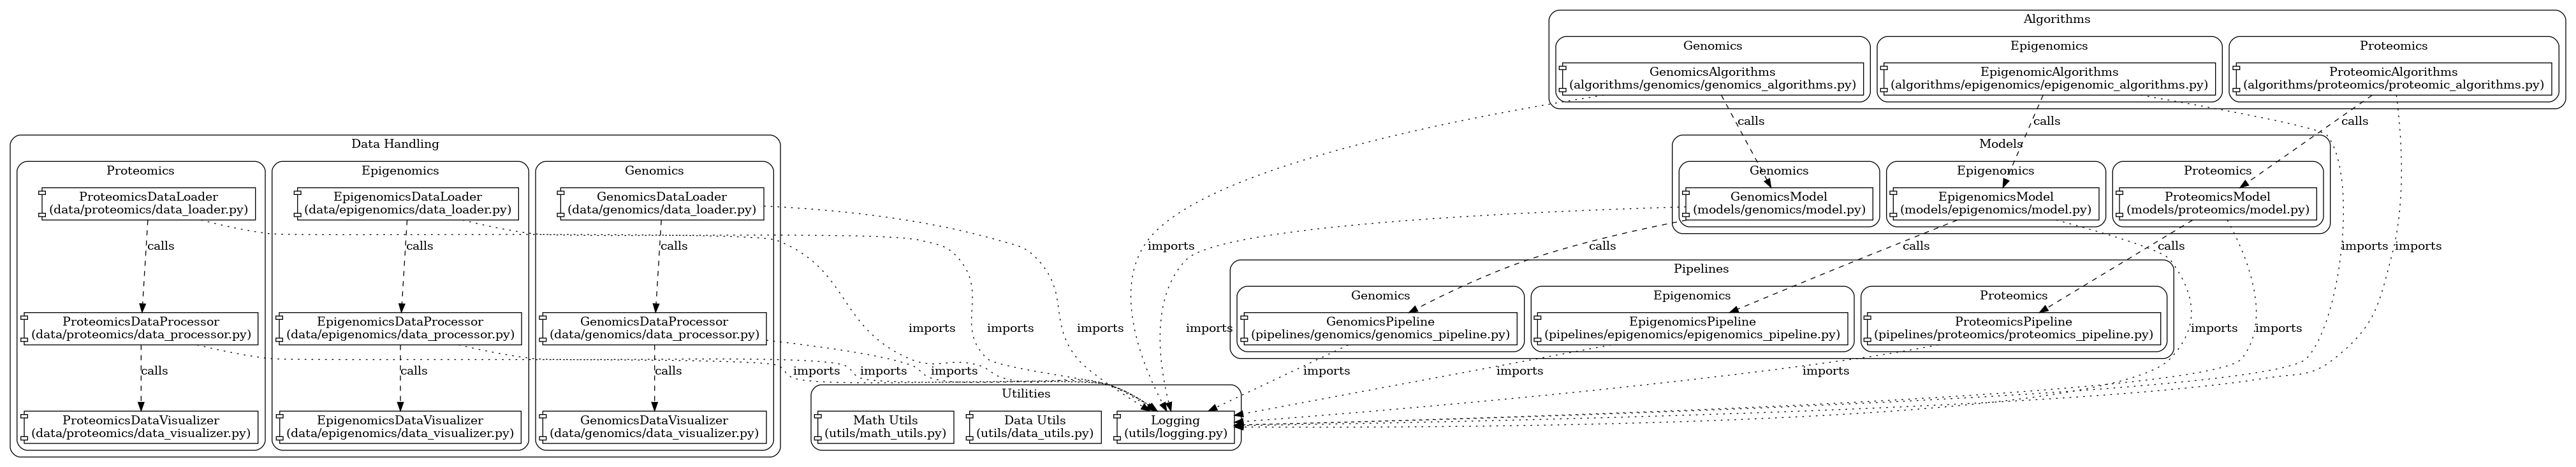 Algorithms
Genomics
Epigenomics
Proteomics
GenomicsAlgorithms
(algorithms/genomics/genomics_algorithms.py)
EpigenomicAlgorithms
(algorithms/epigenomics/epigenomic_algorithms.py)
ProteomicAlgorithms
(algorithms/proteomics/proteomic_algorithms.py)
calls
calls
calls
Data Handling
Proteomics
Epigenomics
Genomics
ProteomicsDataLoader
(data/proteomics/data_loader.py)
EpigenomicsDataLoader
(data/epigenomics/data_loader.py)
GenomicsDataLoader
(data/genomics/data_loader.py)
Models
Genomics
Epigenomics
Proteomics
GenomicsModel
(models/genomics/model.py)
EpigenomicsModel
(models/epigenomics/model.py)
ProteomicsModel
(models/proteomics/model.py)
calls
calls
calls
imports
calls
calls
calls
imports
imports
Pipelines
Genomics
Epigenomics
Proteomics
ProteomicsDataProcessor
(data/proteomics/data_processor.py)
EpigenomicsDataProcessor
(data/epigenomics/data_processor.py)
GenomicsDataProcessor
(data/genomics/data_processor.py)
imports
imports
imports
imports
GenomicsPipeline
(pipelines/genomics/genomics_pipeline.py)
EpigenomicsPipeline
(pipelines/epigenomics/epigenomics_pipeline.py)
ProteomicsPipeline
(pipelines/proteomics/proteomics_pipeline.py)
imports
imports
calls
calls
calls
imports
imports
imports
imports
imports
imports
Utilities
ProteomicsDataVisualizer
(data/proteomics/data_visualizer.py)
EpigenomicsDataVisualizer
(data/epigenomics/data_visualizer.py)
GenomicsDataVisualizer
(data/genomics/data_visualizer.py)
Math Utils
(utils/math_utils.py)
Data Utils
(utils/data_utils.py)
Logging
(utils/logging.py)